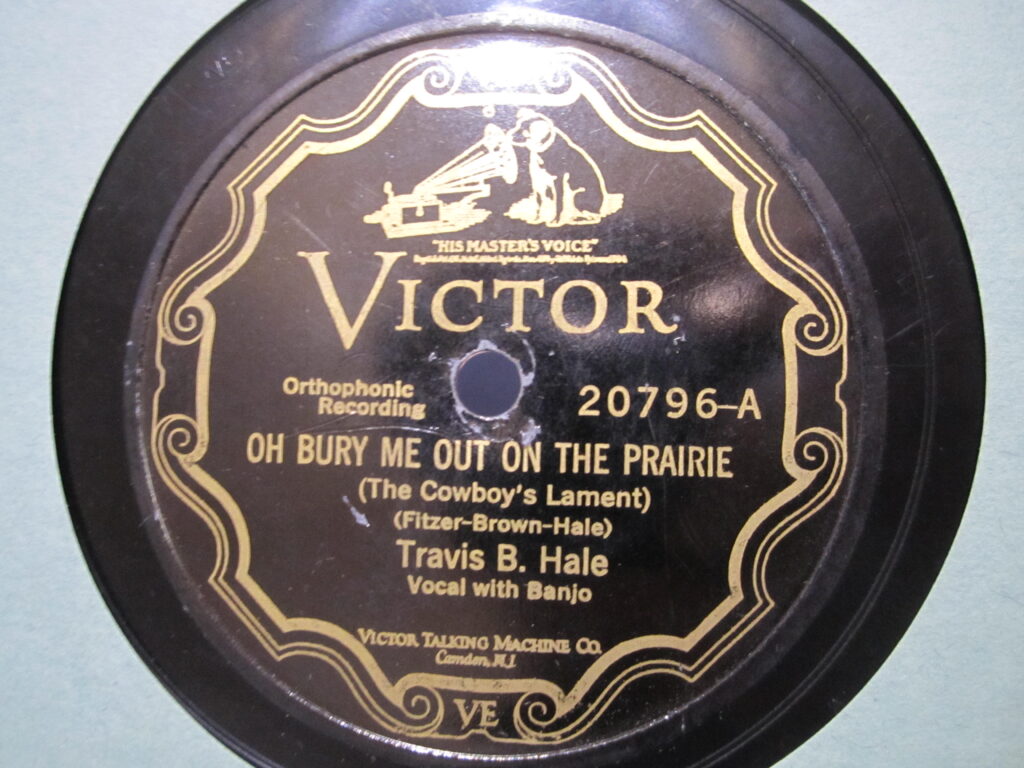 "HIS MASTER'S VOICE"
VICTOR
Orthophonic
Recording
20796-A
OH BURY ME OUT ON THE PRAIRIE
(The Cowboy's Lament)
(Fitzer-Brown-Hale)
Travis B. Hale
Vocal with Banjo
VICTOR TALKING MACHINE CO.
Camden, N.J.
VE